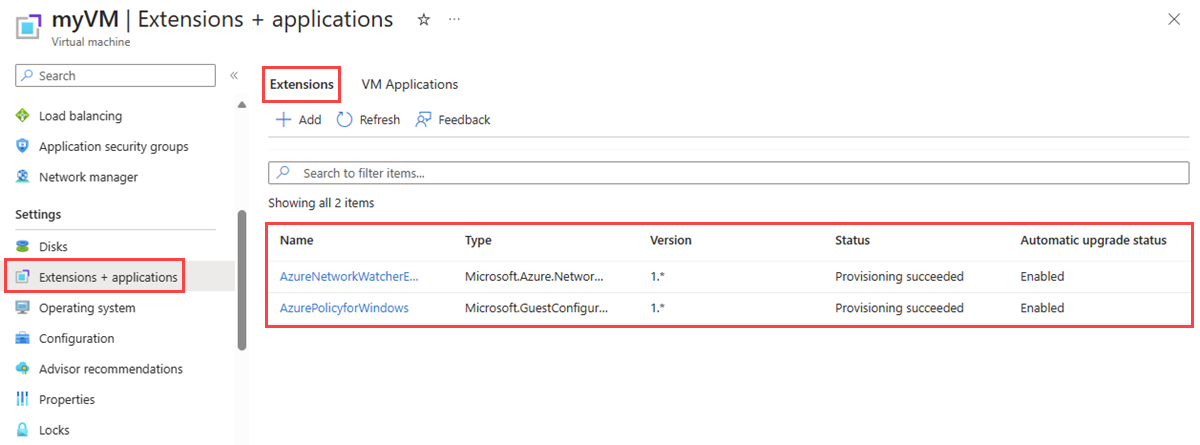 myVM | Extensions + applications ☆ ...
Virtual machine
Search «
Load balancing
Application security groups
Network manager
Settings
Disks
Extensions + applications
Operating system
Configuration
Advisor recommendations
Properties
Locks
Extensions VM Applications
Add Refresh Feedback
Search to filter items...
Showing all 2 items
Name Type Version Status Automatic upgrade status
AzureNetworkWatcherE... Microsoft.Azure.Networ... 1.* Provisioning succeeded Enabled
AzurePolicyforWindows Microsoft.GuestConfigur... 1.* Provisioning succeeded Enabled